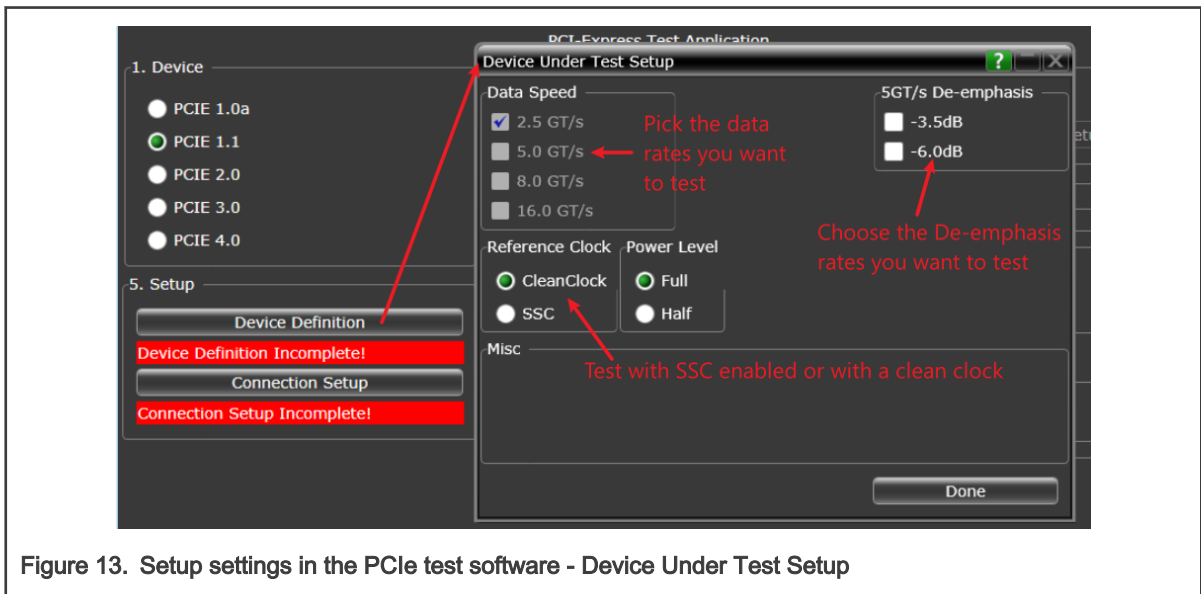 PCI-Express Test Application
1. Device
PCIE 1.0a
PCIE 1.1
PCIE 2.0
PCIE 3.0
PCIE 4.0
5. Setup
Device Definition
Device Definition Incomplete!
Connection Setup
Connection Setup Incomplete!
Device Under Test Setup
?
X
Data Speed
2.5 GT/s
5.0 GT/s
8.0 GT/s
16.0 GT/s
Pick the data
rates you want
to test
5GT/s De-emphasis
-3.5dB
-6.0dB
Choose the De-emphasis
rates you want to test
Reference Clock
CleanClock
SSC
Power Level
Full
Half
Misc
Test with SSC enabled or with a clean clock
Done
Figure 13. Setup settings in the PCIe test software - Device Under Test Setup